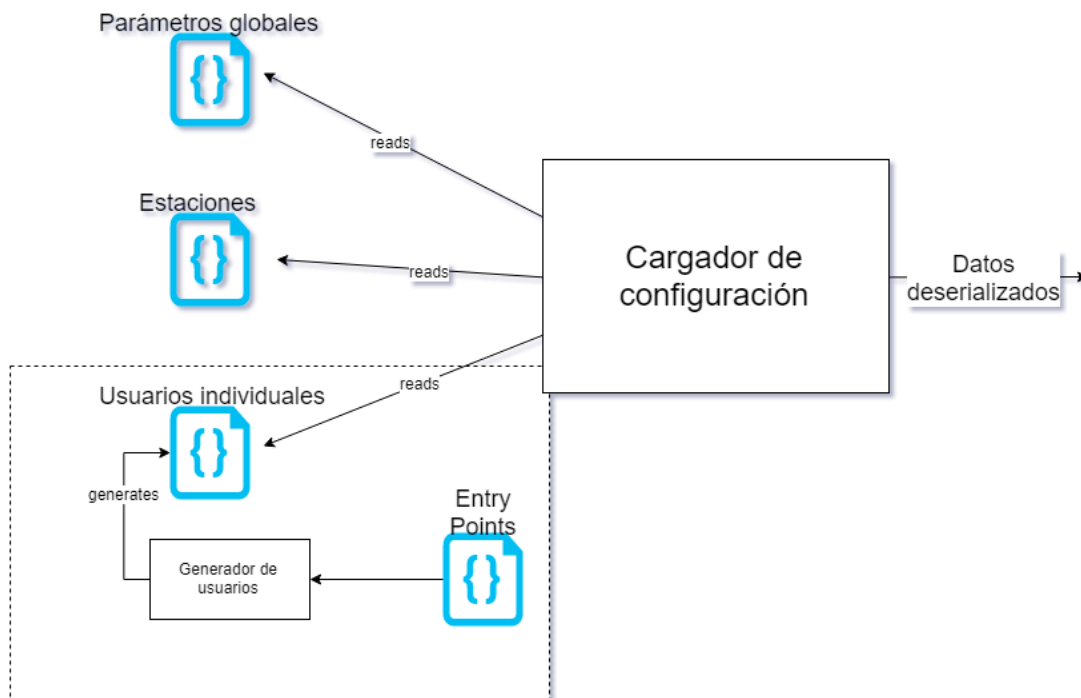 Parámetros globales
{}
reads
Estaciones
{}
reads
Cargador de
configuración
Datos
deserializados
reads
Usuarios individuales
{}
generates
Entry
Points
{}
Generador de
usuarios